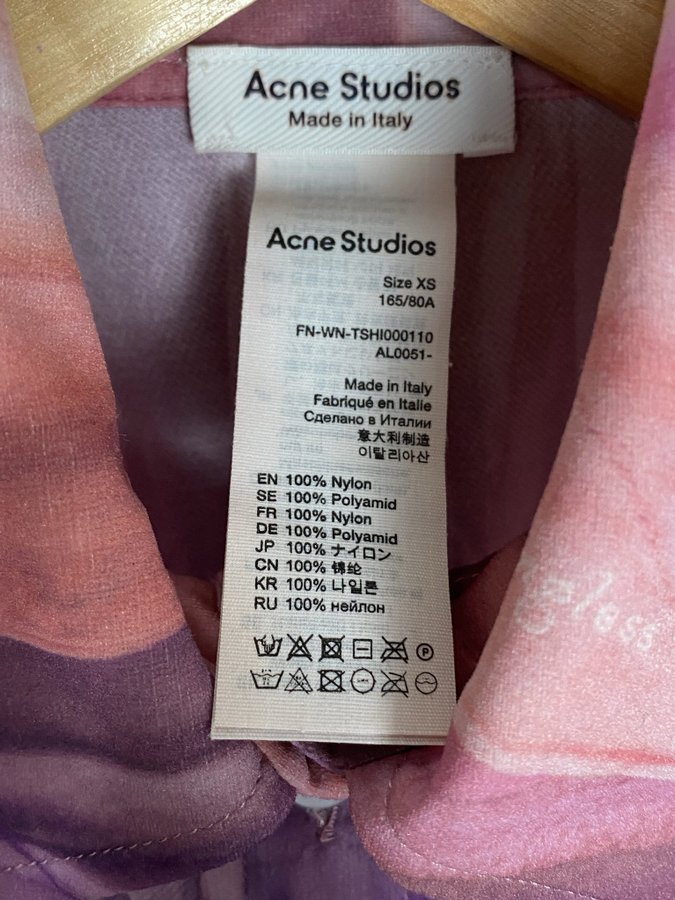 Acne Studios
Made in Italy
Acne Studios
Size XS
165/80A
FN-WN-TSHI000110
AL0051-
Made in Italy
Fabriqué en Italie
Сделано в Италии
意大利制造
이탈리아산
EN 100% Nylon
SE 100% Polyamid
FR 100% Nylon
DE 100% Polyamid
JP 100% ナイロン
CN 100% 锦纶
KR 100% 나일론
RU 100% нейлон